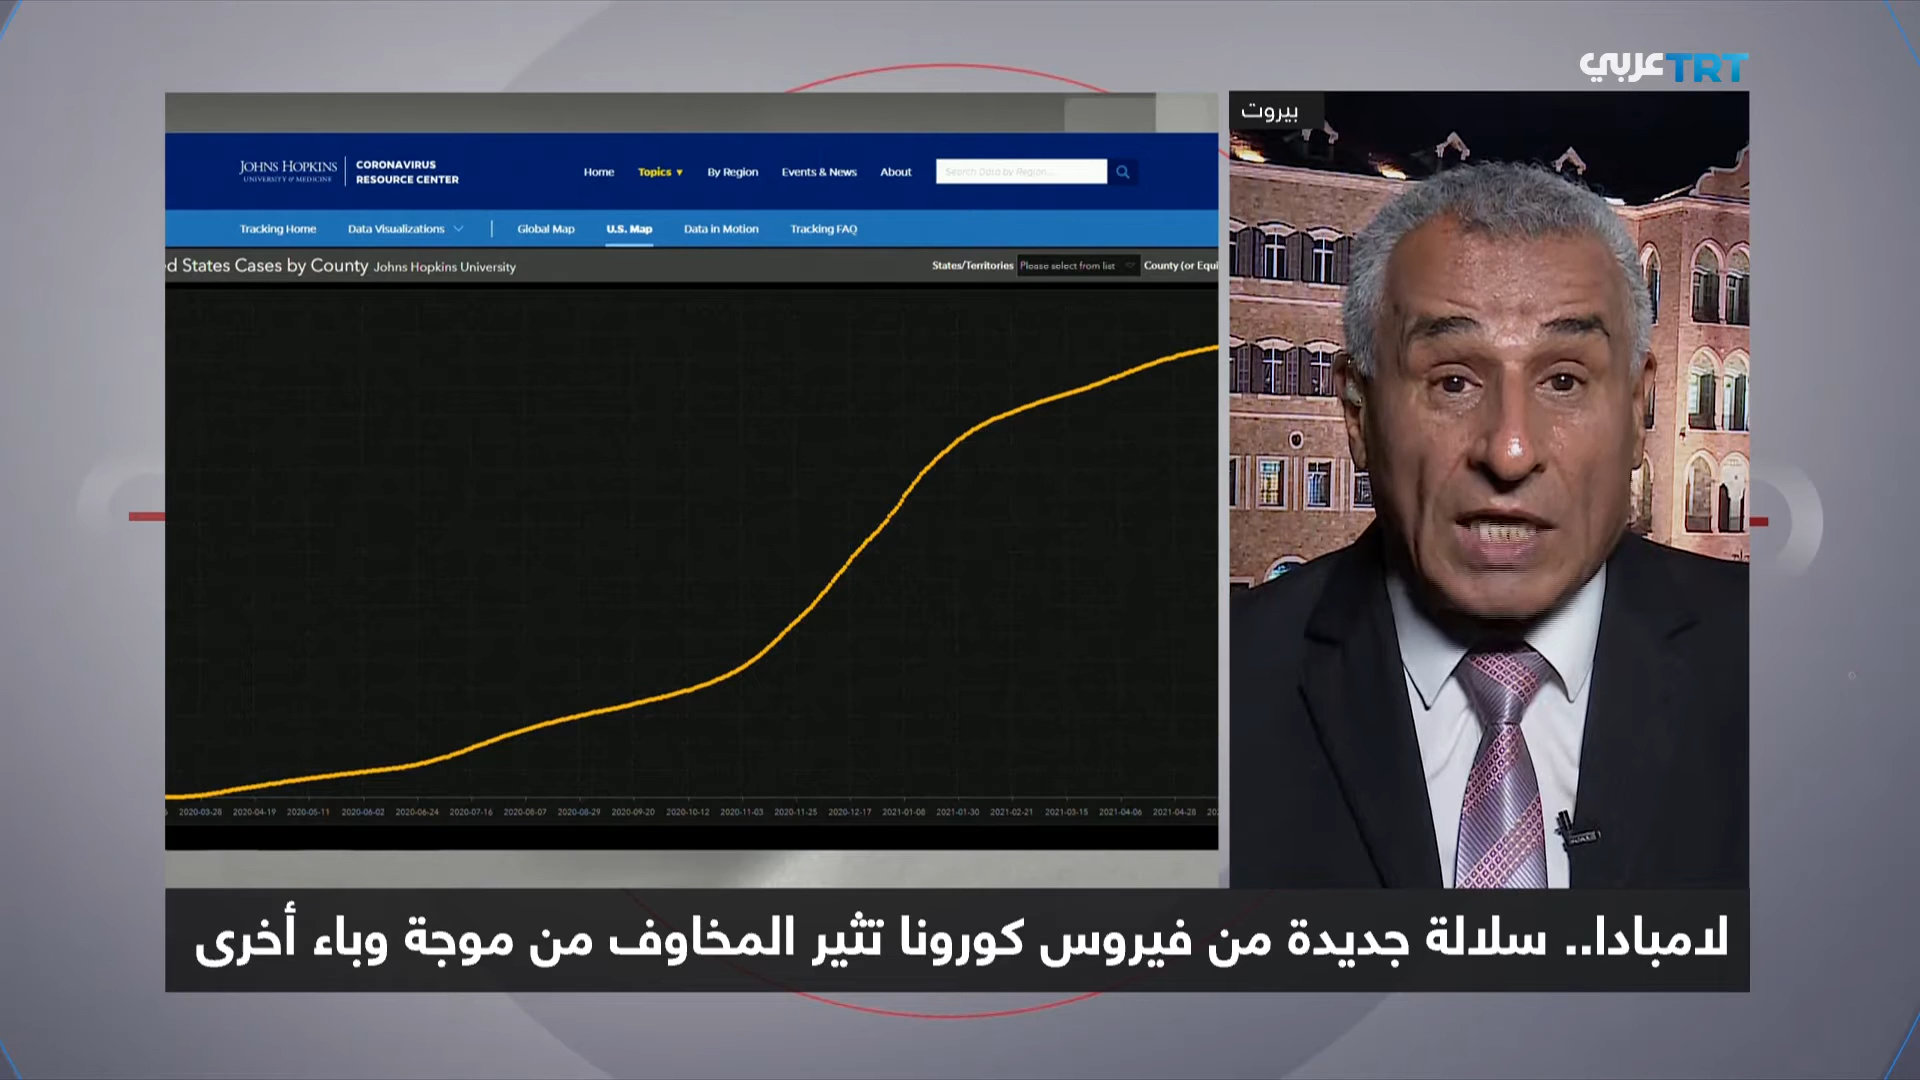 TRT عربي
بيروت
JOHNS HOPKINS
UNIVERSITY & MEDICINE
CORONAVIRUS
RESOURCE CENTER
Home
Topics ▾
By Region
Events & News
About
Search Data by Region...
Tracking Home
Data Visualizations
Global Map
U.S. Map
Data in Motion
Tracking FAQ
d States Cases by County Johns Hopkins University
States/Territories
Please select from list
County (or Equi
2020-03-28 2020-04-19 2020-05-11 2020-06-02 2020-06-24 2020-07-16 2020-08-07 2020-08-29 2020-09-20 2020-10-12 2020-11-03 2020-11-25 2020-12-17 2021-01-08 2021-01-30 2021-02-21 2021-03-15 2021-04-06 2021-04-28 20
لامبادا.. سلالة جديدة من فيروس كورونا تثير المخاوف من موجة وباء أخرى